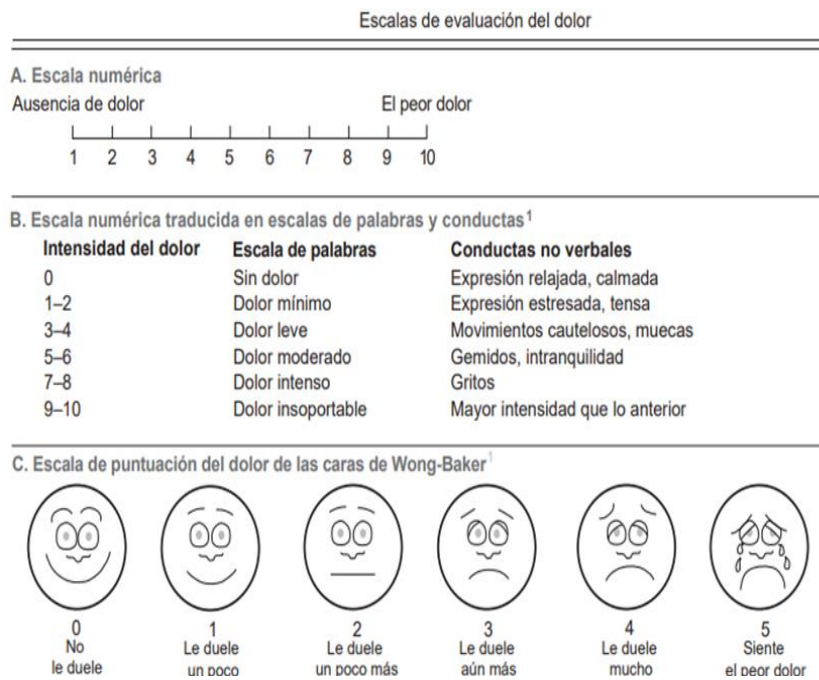 Escalas de evaluación del dolor
A. Escala numérica
Ausencia de dolor El peor dolor
1 2 3 4 5 6 7 8 9 10
B. Escala numérica traducida en escalas de palabras y conductas¹
Intensidad del dolor Escala de palabras Conductas no verbales
0 Sin dolor Expresión relajada, calmada
1–2 Dolor mínimo Expresión estresada, tensa
3–4 Dolor leve Movimientos cautelosos, muecas
5–6 Dolor moderado Gemidos, intranquilidad
7–8 Dolor intenso Gritos
9–10 Dolor insoportable Mayor intensidad que lo anterior
C. Escala de puntuación del dolor de las caras de Wong-Baker¹
0 1 2 3 4 5
No Le duele Le duele Le duele Le duele Siente
le duele un poco un poco más aún más mucho el peor dolor